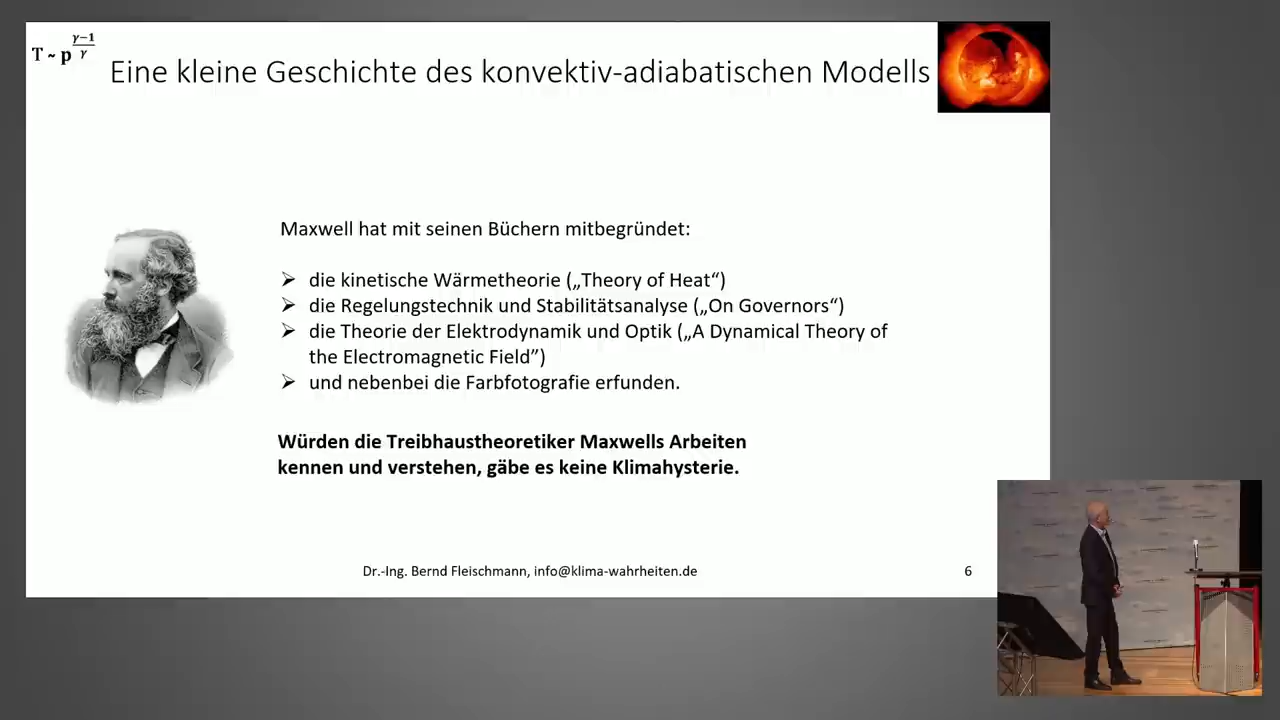 T ~ p^((γ−1)/γ)
Eine kleine Geschichte des konvektiv-adiabatischen Modells
Maxwell hat mit seinen Büchern mitbegründet:
➢ die kinetische Wärmetheorie („Theory of Heat“)
➢ die Regelungstechnik und Stabilitätsanalyse („On Governors“)
➢ die Theorie der Elektrodynamik und Optik („A Dynamical Theory of
the Electromagnetic Field”)
➢ und nebenbei die Farbfotografie erfunden.
Würden die Treibhaustheoretiker Maxwells Arbeiten
kennen und verstehen, gäbe es keine Klimahysterie.
Dr.-Ing. Bernd Fleischmann, info@klima-wahrheiten.de
6